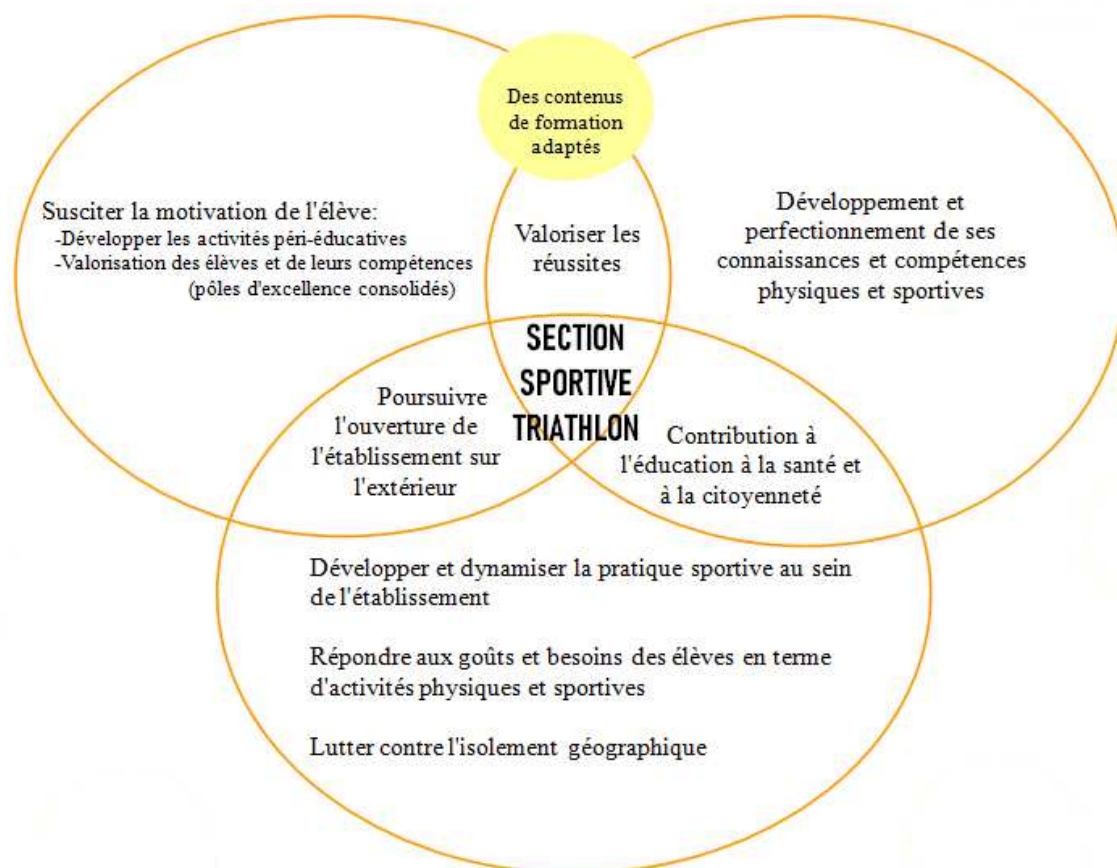 Des contenus
de formation
adaptés
Susciter la motivation de l'élève:
-Développer les activités péri-éducatives
-Valorisation des élèves et de leurs compétences
(pôles d'excellence consolidés)
Valoriser les
réussites
Développement et
perfectionnement de ses
connaissances et compétences
physiques et sportives
SECTION
SPORTIVE
TRIATHLON
Poursuivre
l'ouverture de
l'établissement sur
l'extérieur
Contribution à
l'éducation à la santé et
à la citoyenneté
Développer et dynamiser la pratique sportive au sein
de l'établissement
Répondre aux goûts et besoins des élèves en terme
d'activités physiques et sportives
Lutter contre l'isolement géographique